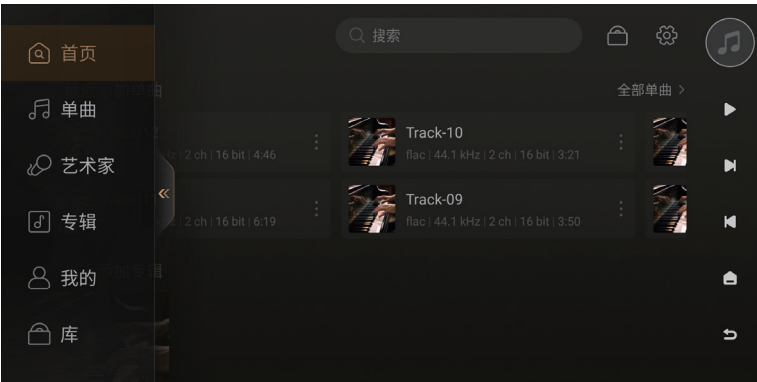 首页
单曲
艺术家
专辑
我的
库
搜索
全部单曲
2 ch | 16 bit | 4:46
Track-10
flac | 44.1 kHz | 2 ch | 16 bit | 3:21
2 ch | 16 bit | 6:19
Track-09
flac | 44.1 kHz | 2 ch | 16 bit | 3:50